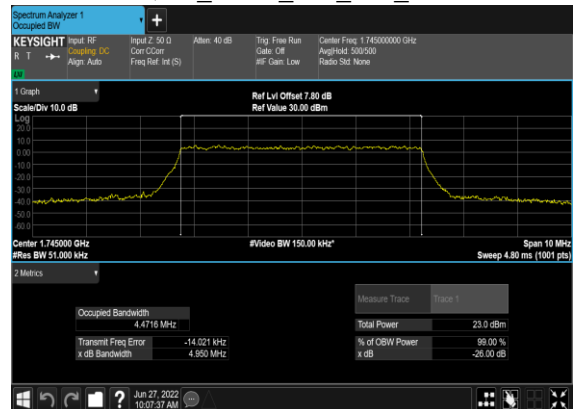 Spectrum Analyzer 1
Occupied BW
+
KEYSIGHT
R T
LXI
Input: RF
Coupling: DC
Align: Auto
Input Z: 50 Ω
Corr CCorr
Freq Ref: Int (S)
Atten: 40 dB
Trig: Free Run
Gate: Off
#IF Gain: Low
Center Freq: 1.745000000 GHz
Avg|Hold: 500/500
Radio Std: None
1 Graph
Scale/Div 10.0 dB
Ref Lvl Offset 7.80 dB
Ref Value 30.00 dBm
Log
20.0
10.0
0.00
-10.0
-20.0
-30.0
-40.0
-50.0
-60.0
Center 1.745000 GHz
#Res BW 51.000 kHz
#Video BW 150.00 kHz*
Span 10 MHz
Sweep 4.80 ms (1001 pts)
2 Metrics
Measure Trace Trace 1
Occupied Bandwidth
4.4716 MHz
Total Power 23.0 dBm
Transmit Freq Error -14.021 kHz
% of OBW Power 99.00 %
x dB Bandwidth 4.950 MHz
x dB -26.00 dB
?
Jun 27, 2022
10:07:37 AM